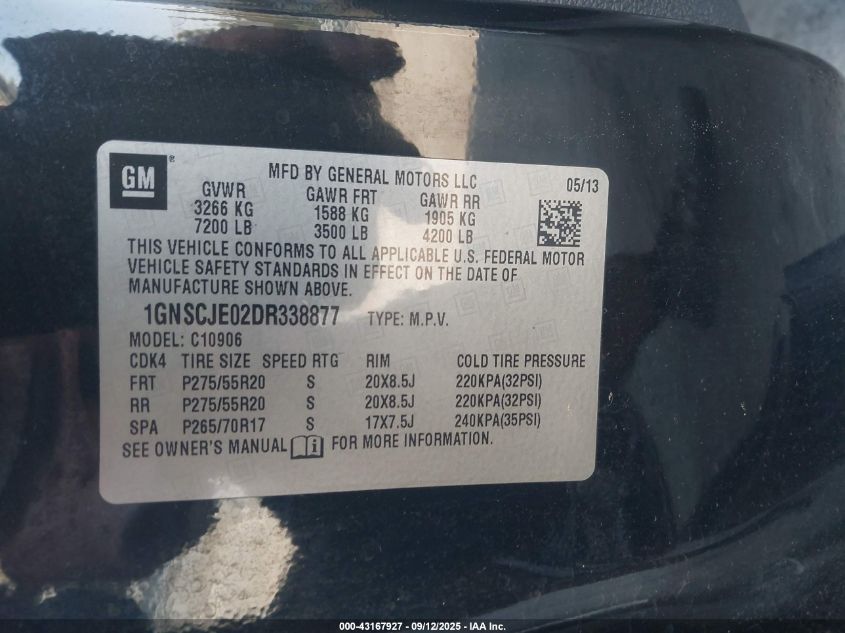 GM
MFD BY GENERAL MOTORS LLC
05/13
GVWR GAWR FRT GAWR RR
3266 KG 1588 KG 1905 KG
7200 LB 3500 LB 4200 LB
THIS VEHICLE CONFORMS TO ALL APPLICABLE U.S. FEDERAL MOTOR
VEHICLE SAFETY STANDARDS IN EFFECT ON THE DATE OF
MANUFACTURE SHOWN ABOVE.
1GNSCJE02DR338877 TYPE: M.P.V.
MODEL: C10906
CDK4 TIRE SIZE SPEED RTG RIM COLD TIRE PRESSURE
FRT P275/55R20 S 20X8.5J 220KPA(32PSI)
RR P275/55R20 S 20X8.5J 220KPA(32PSI)
SPA P265/70R17 S 17X7.5J 240KPA(35PSI)
SEE OWNER'S MANUAL i FOR MORE INFORMATION.
000-43167927 - 09/12/2025 - IAA Inc.